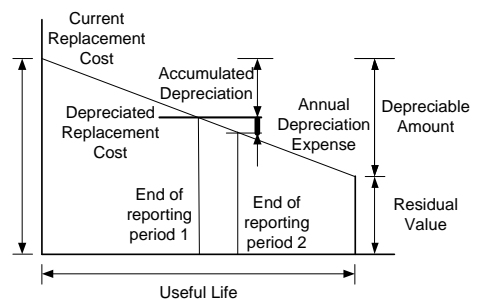 Current
Replacement
Cost
Accumulated
Depreciation
Depreciated
Replacement
Cost
Annual
Depreciation
Expense
Depreciable
Amount
End of
reporting
period 1
End of
reporting
period 2
Residual
Value
Useful Life